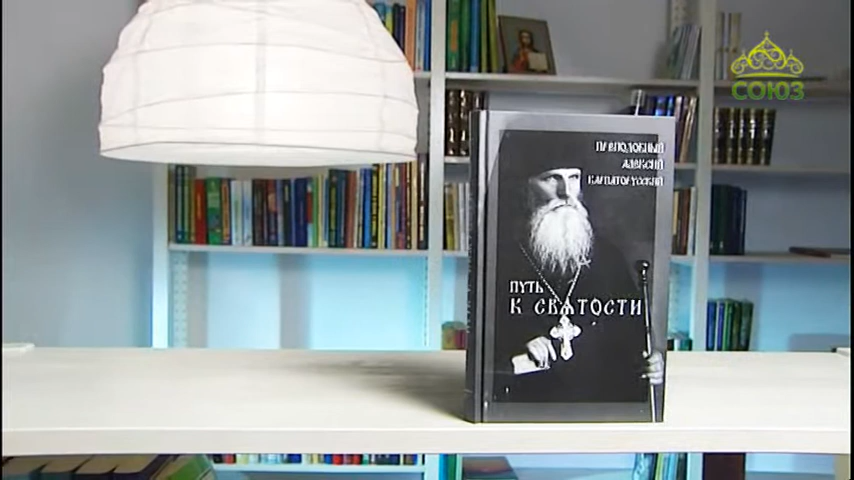 СОЮЗ
ПРЕПОДОБНЫЙ
АЛЕКСИЙ
КАРПАТОРУССКИЙ
ПУТЬ
К СВЯТОСТИ